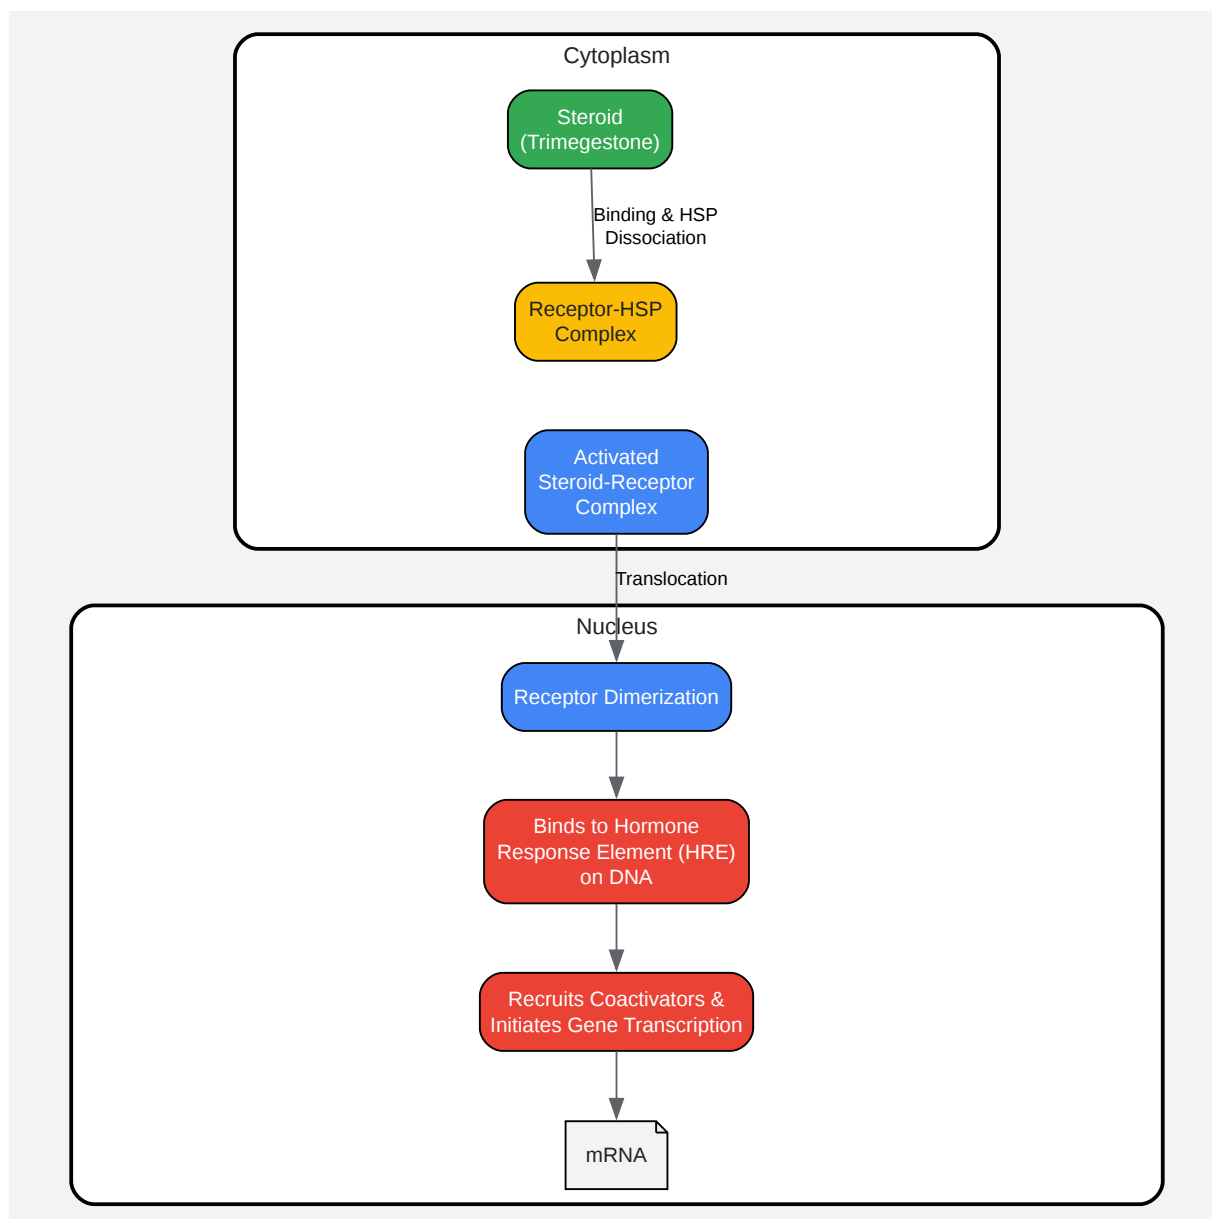 Cytoplasm
Steroid
(Trimegestone)
Binding & HSP
Dissociation
Receptor-HSP
Complex
Activated
Steroid-Receptor
Complex
Translocation
Nucleus
Receptor Dimerization
Binds to Hormone
Response Element (HRE)
on DNA
Recruits Coactivators &
Initiates Gene Transcription
mRNA